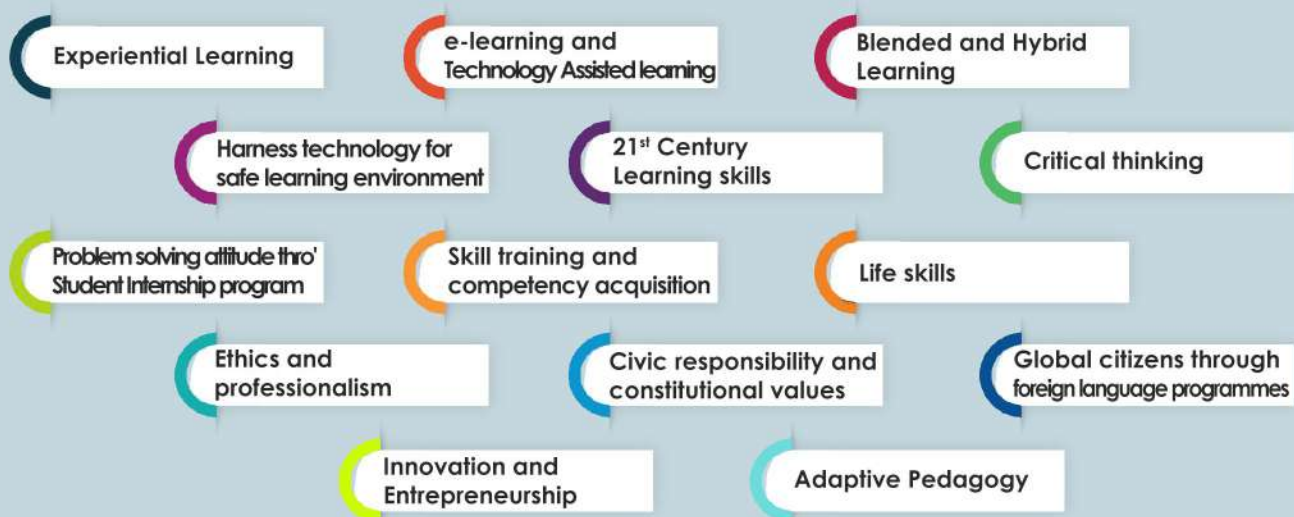 Experiential Learning
e-learning and
Technology Assisted learning
Blended and Hybrid
Learning
Harness technology for
safe learning environment
21st Century
Learning skills
Critical thinking
Problem solving attitude thro'
Student Internship program
Skill training and
competency acquisition
Life skills
Ethics and
professionalism
Civic responsibility and
constitutional values
Global citizens through
foreign language programmes
Innovation and
Entrepreneurship
Adaptive Pedagogy